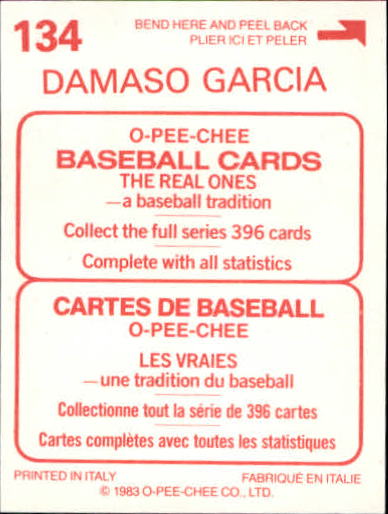 134
BEND HERE AND PEEL BACK
PLIER ICI ET PELER
DAMASO GARCIA
O-PEE-CHEE
BASEBALL CARDS
THE REAL ONES
—a baseball tradition
Collect the full series 396 cards
Complete with all statistics
CARTES DE BASEBALL
O-PEE-CHEE
LES VRAIES
—une tradition du baseball
Collectionne tout la série de 396 cartes
Cartes complètes avec toutes les statistiques
PRINTED IN ITALY
FABRIQUÉ EN ITALIE
© 1983 O-PEE-CHEE CO., LTD.